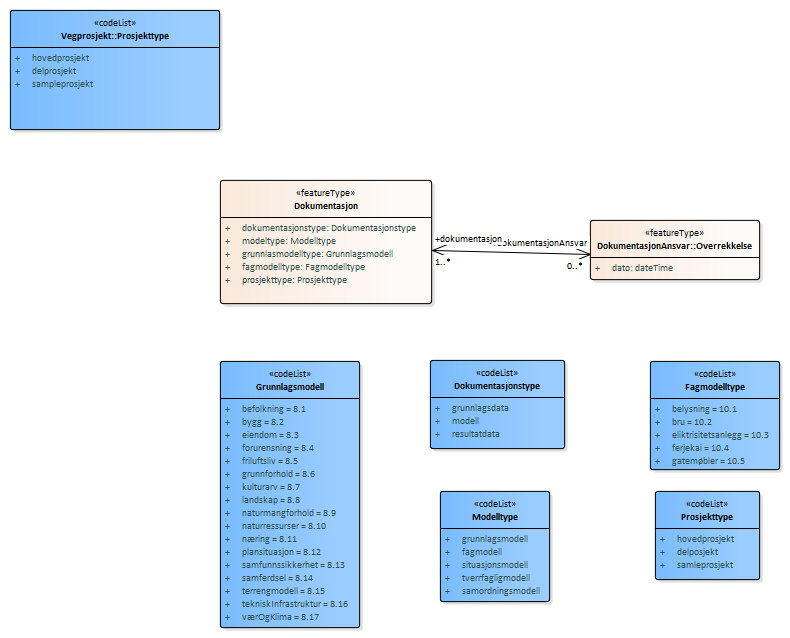 «codeList»
Vegprosjekt::Prosjekttype
+ hovedprosjekt
+ delprosjekt
+ sampleprosjekt
«featureType»
Dokumentasjon
+ dokumentasjonstype: Dokumentasjonstype
+ modeltype: Modelltype
+ grunnlasmodelltype: Grunnlagsmodell
+ fagmodelltype: Fagmodelltype
+ prosjekttype: Prosjekttype
+dokumentasjon
okumentasjonAnsvar
1..*
0..*
«featureType»
DokumentasjonAnsvar::Overrekkelse
+ dato: dateTime
«codeList»
Grunnlagsmodell
+ befolkning = 8.1
+ bygg = 8.2
+ eiendom = 8.3
+ forurensning = 8.4
+ friluftsliv = 8.5
+ grunnforhold = 8.6
+ kulturarv = 8.7
+ landskap = 8.8
+ naturmangforhold = 8.9
+ naturressurser = 8.10
+ næring = 8.11
+ plansituasjon = 8.12
+ samfunnssikkerhet = 8.13
+ samferdsel = 8.14
+ terrengmodell = 8.15
+ tekniskInfrastruktur = 8.16
+ værOgKlima = 8.17
«codeList»
Dokumentasjonstype
+ grunnlagsdata
+ modell
+ resultatdata
«codeList»
Fagmodelltype
+ belysning = 10.1
+ bru = 10.2
+ eliktrisitetsanlegg = 10.3
+ ferjekai = 10.4
+ gatemøbler = 10.5
«codeList»
Modelltype
+ grunnlagsmodell
+ fagmodell
+ situasjonsmodell
+ tverrfagligmodell
+ samordningsmodell
«codeList»
Prosjekttype
+ hovedprosjekt
+ delposjekt
+ samleprosjekt